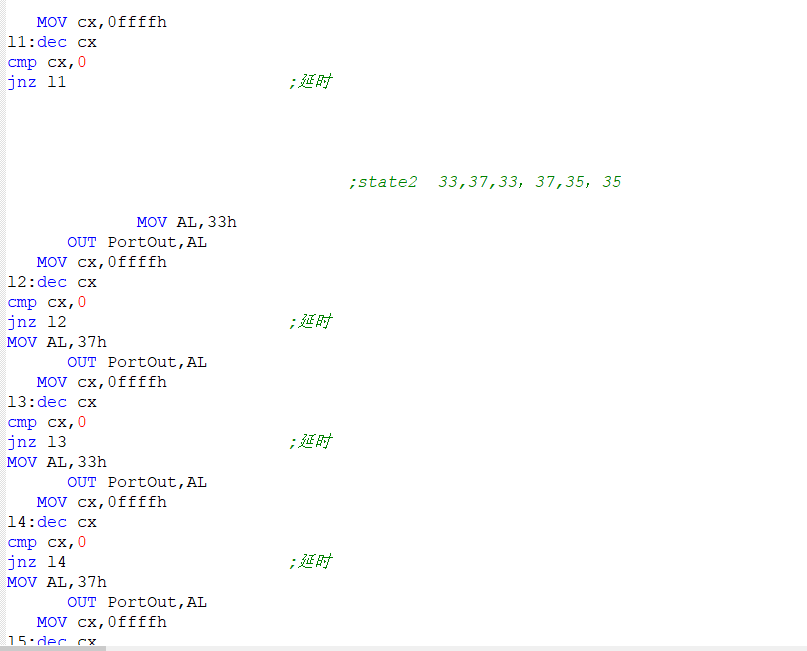 MOV cx,0ffffh
l1:dec cx
cmp cx,0
jnz l1 ;延时
;state2 33,37,33，37,35，35
MOV AL,33h
OUT PortOut,AL
MOV cx,0ffffh
l2:dec cx
cmp cx,0
jnz l2 ;延时
MOV AL,37h
OUT PortOut,AL
MOV cx,0ffffh
l3:dec cx
cmp cx,0
jnz l3 ;延时
MOV AL,33h
OUT PortOut,AL
MOV cx,0ffffh
l4:dec cx
cmp cx,0
jnz l4 ;延时
MOV AL,37h
OUT PortOut,AL
MOV cx,0ffffh
l5:dec cx